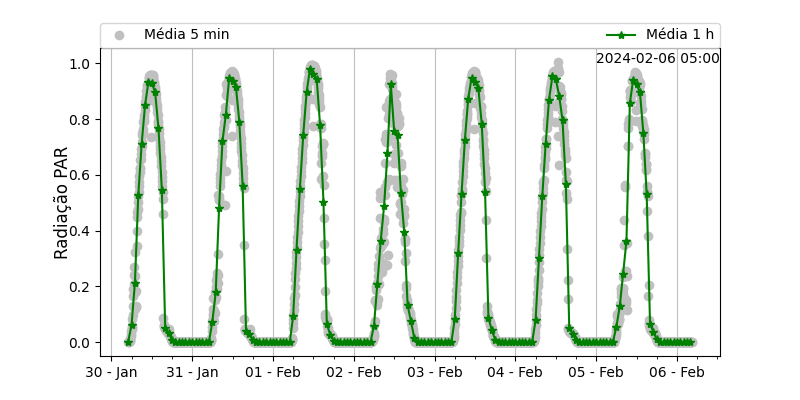 Média 5 min
Média 1 h
2024-02-06 05:00
Radiação PAR
1.0
0.8
0.6
0.4
0.2
0.0
30 - Jan
31 - Jan
01 - Feb
02 - Feb
03 - Feb
04 - Feb
05 - Feb
06 - Feb